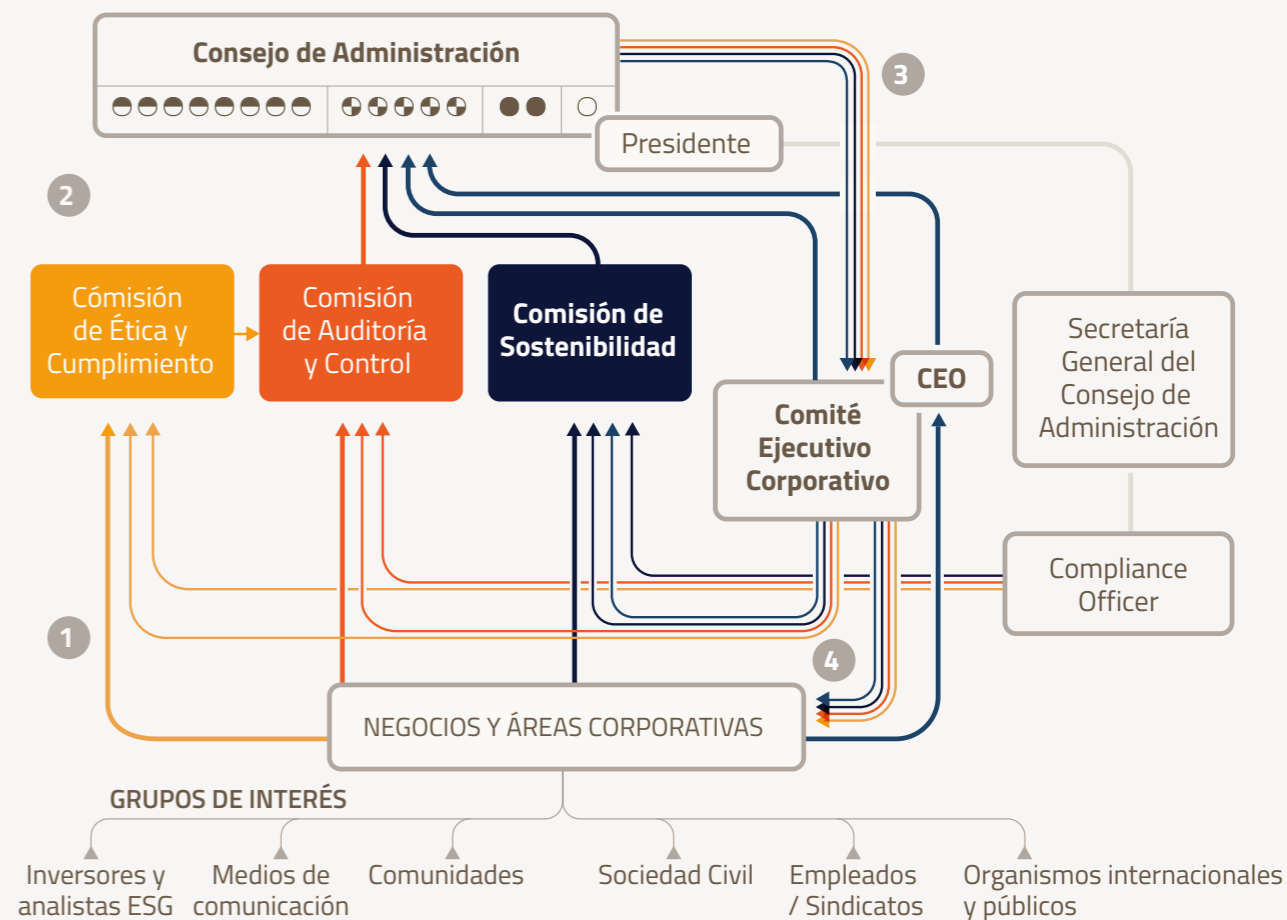 Consejo de Administración
Presidente
3
2
Cómisión
de Ética y
Cumplimiento
Comisión
de Auditoría
y Control
Comisión de
Sostenibilidad
CEO
Comité
Ejecutivo
Corporativo
Secretaría
General del
Consejo de
Administración
Compliance
Officer
1
4
NEGOCIOS Y ÁREAS CORPORATIVAS
GRUPOS DE INTERÉS
Inversores y
analistas ESG
Medios de
comunicación
Comunidades
Sociedad Civil
Empleados
/ Sindicatos
Organismos internacionales
y públicos